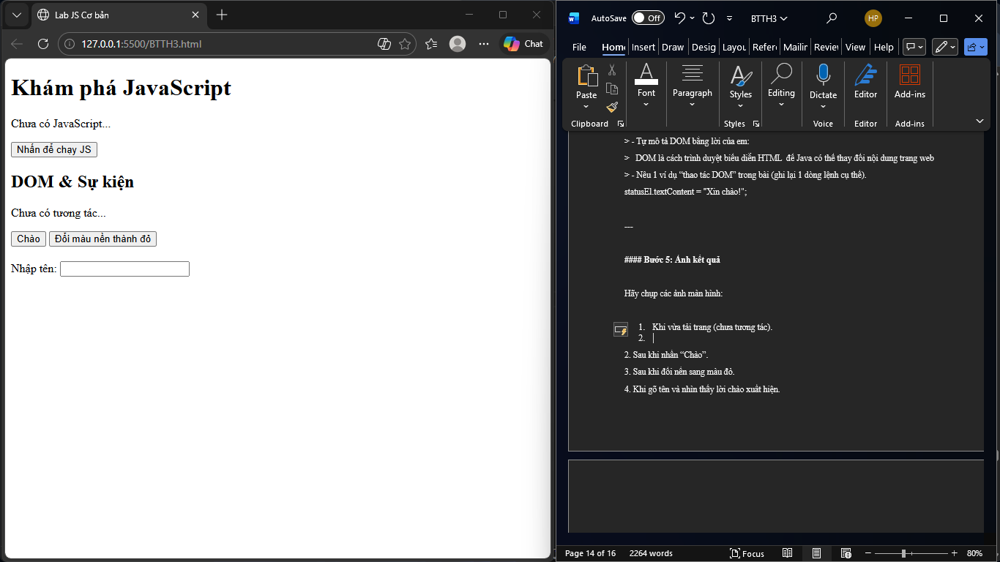 Lab JS Cơ bản
127.0.0.1:5500/BTTH3.html
Chat
Khám phá JavaScript
Chưa có JavaScript...
Nhấn để chạy JS
DOM & Sự kiện
Chưa có tương tác...
Chào
Đổi màu nền thành đỏ
Nhập tên:
AutoSave
Off
BTTH3
HP
File
Home
Insert
Draw
Desig
Layou
Refere
Mailin
Review
View
Help
Paste
Font
Paragraph
Styles
Editing
Dictate
Editor
Add-ins
Clipboard
Styles
Voice
Editor
Add-ins
> - Tự mô tả DOM bằng lời của em:
> DOM là cách trình duyệt biểu diễn HTML để Java có thể thay đổi nội dung trang web
> - Nêu 1 ví dụ “thao tác DOM” trong bài (ghi lại 1 dòng lệnh cụ thể).
statusEl.textContent = "Xin chào!";
---
#### Bước 5: Ảnh kết quả
Hãy chụp các ảnh màn hình:
1. Khi vừa tải trang (chưa tương tác).
2.
2. Sau khi nhấn “Chào”.
3. Sau khi đổi nền sang màu đỏ.
4. Khi gõ tên và nhìn thấy lời chào xuất hiện.
Page 14 of 16
2264 words
Focus
80%